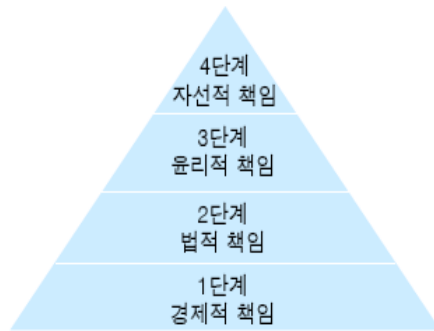 4단계
자선적 책임
3단계
윤리적 책임
2단계
법적 책임
1단계
경제적 책임